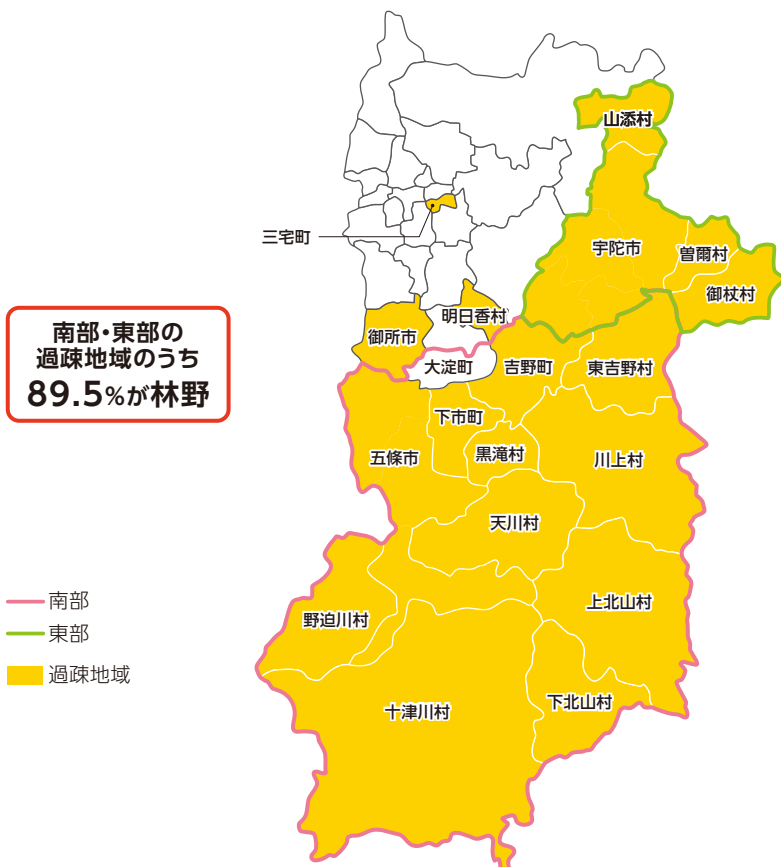 山添村
三宅町
宇陀市
曽爾村
御杖村
明日香村
御所市
大淀町
吉野町
東吉野村
南部・東部の
過疎地域のうち
89.5%が林野
下市町
五條市
黒滝村
川上村
天川村
上北山村
野迫川村
下北山村
十津川村
南部
東部
過疎地域